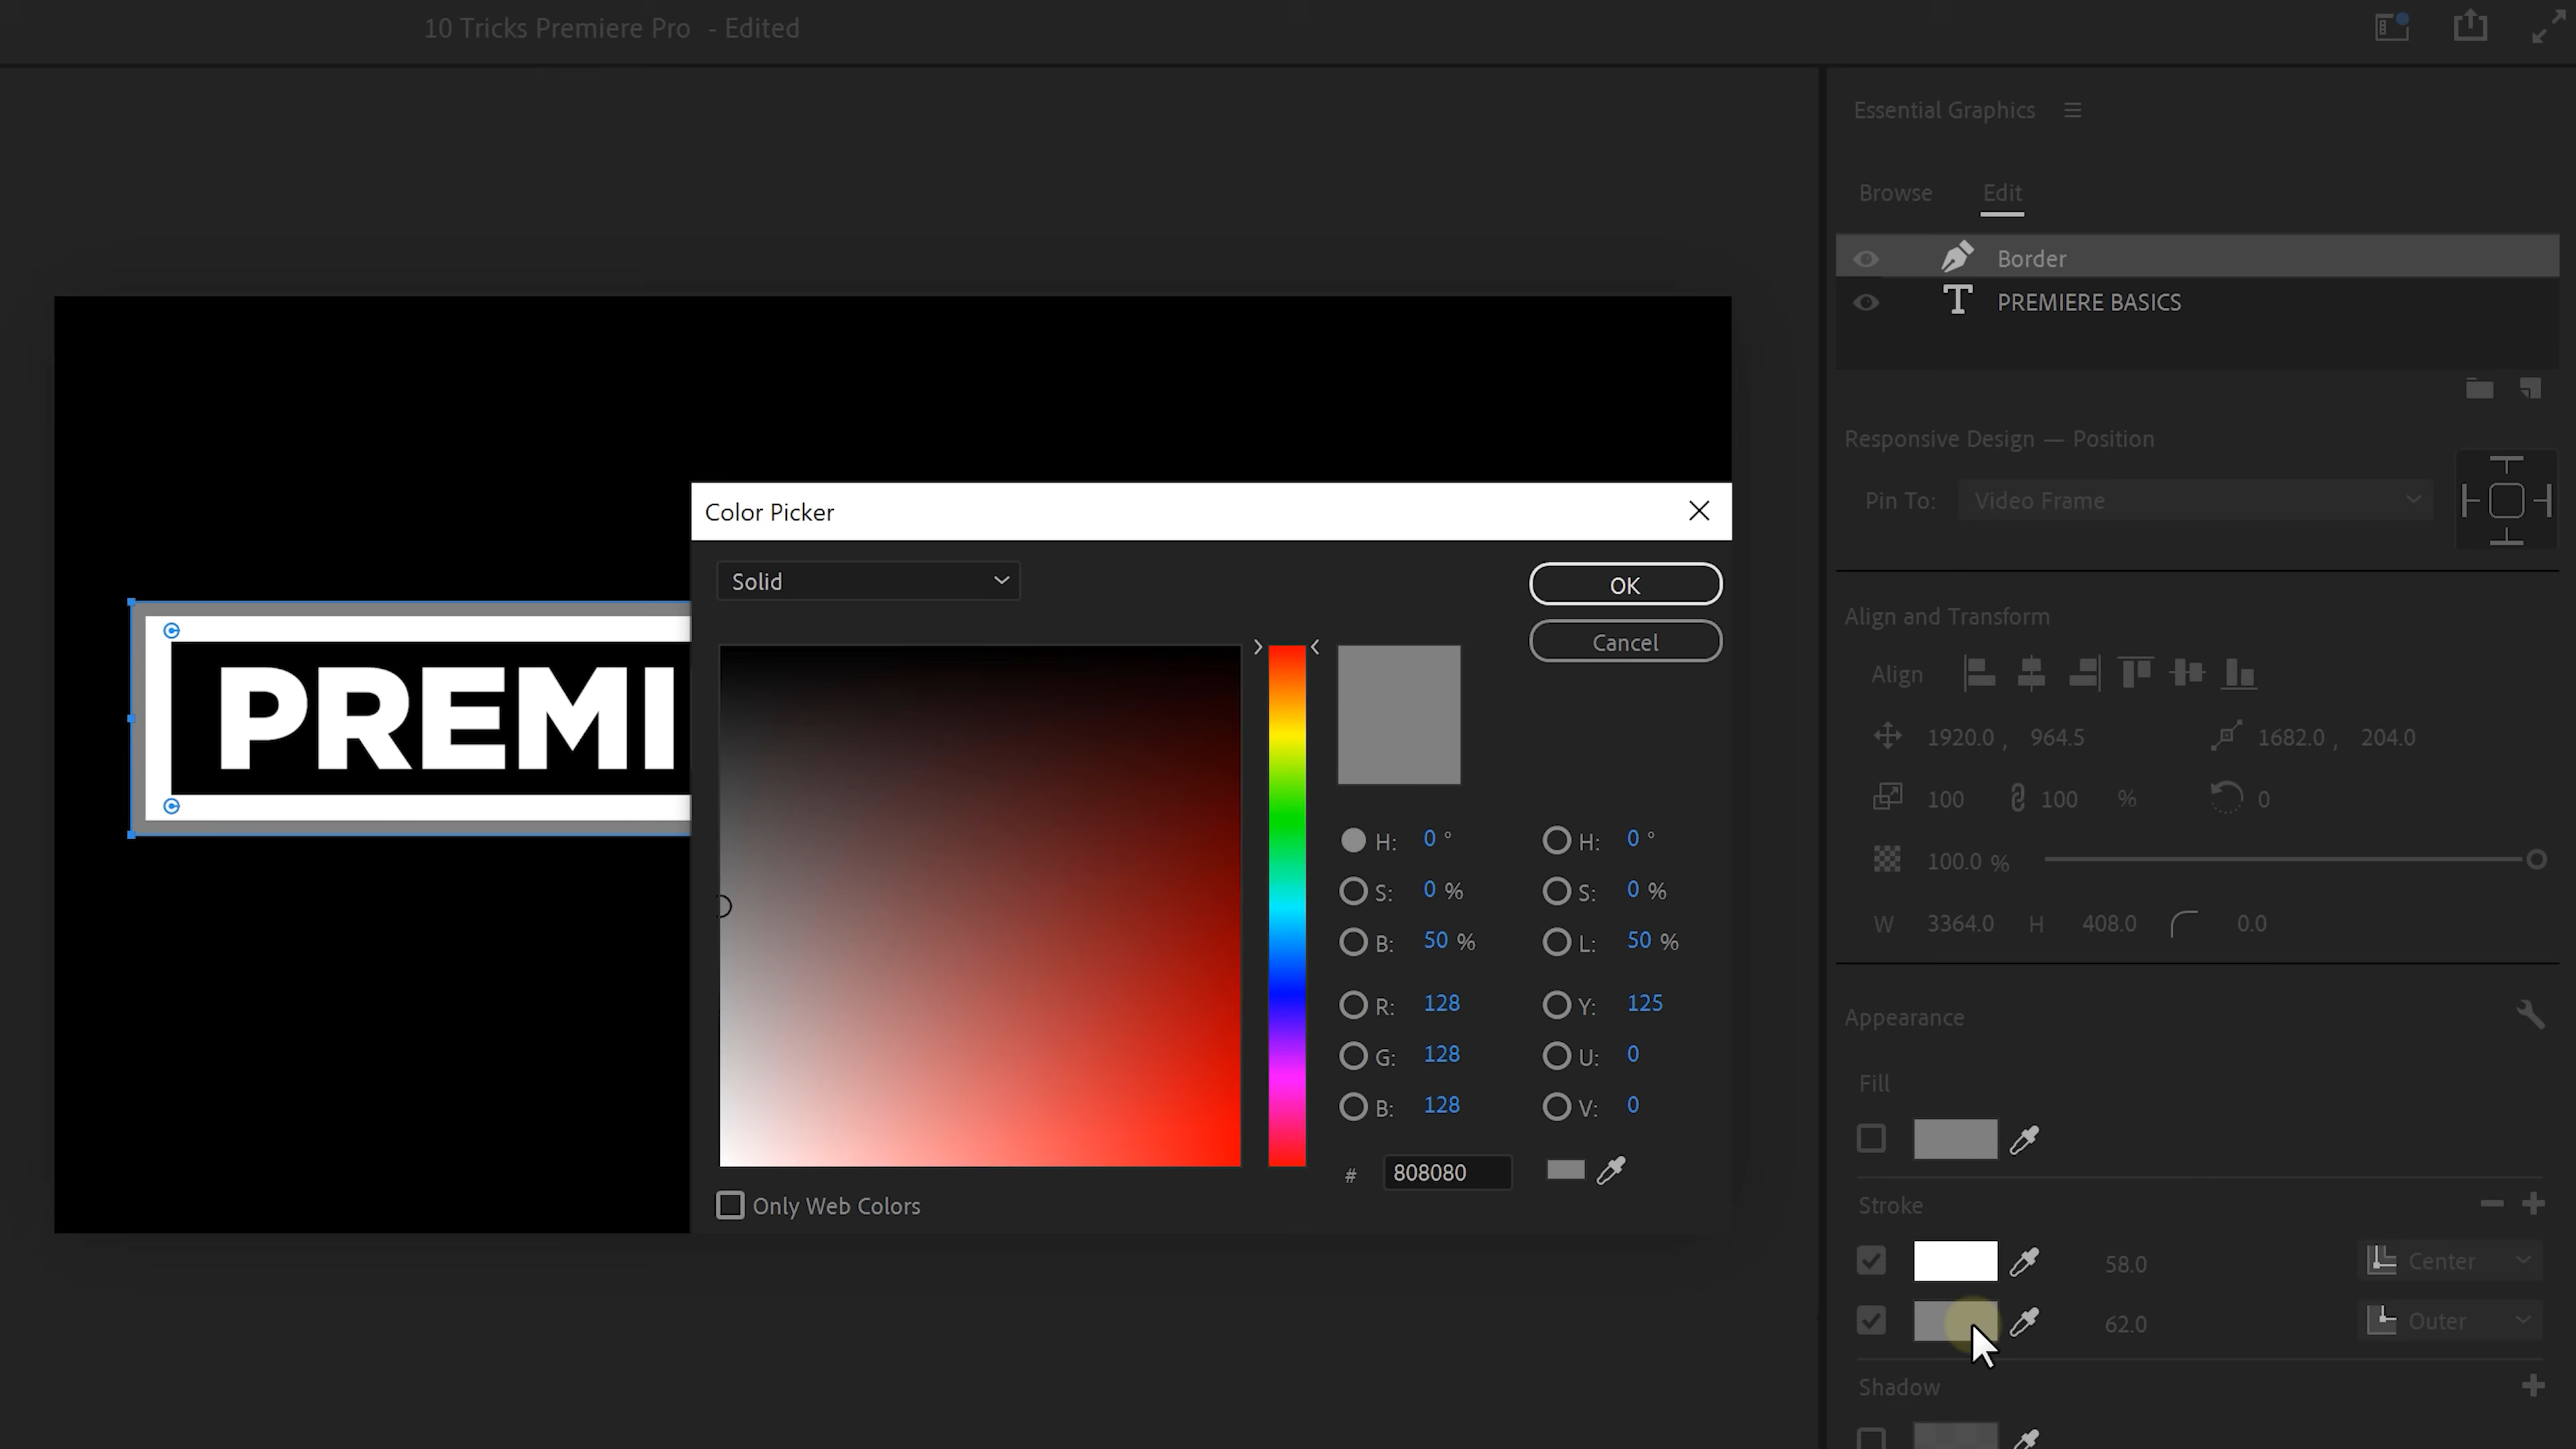 10 Tricks Premiere Pro - Edited
Essential Graphics
Browse Edit
Border
T PREMIERE BASICS
Responsive Design — Position
Pin To: Video Frame
Color Picker
Solid
OK
Cancel
PREMI
Align and Transform
Align
1920.0 , 964.5 1682.0 , 204.0
100 100 % 0
100.0 %
W 3364.0 H 408.0 0.0
H: 0 ° H: 0 °
S: 0 % S: 0 %
B: 50 % L: 50 %
R: 128 Y: 125
G: 128 U: 0
B: 128 V: 0
# 808080
Only Web Colors
Appearance
Fill
Stroke
58.0 Center
62.0 Outer
Shadow